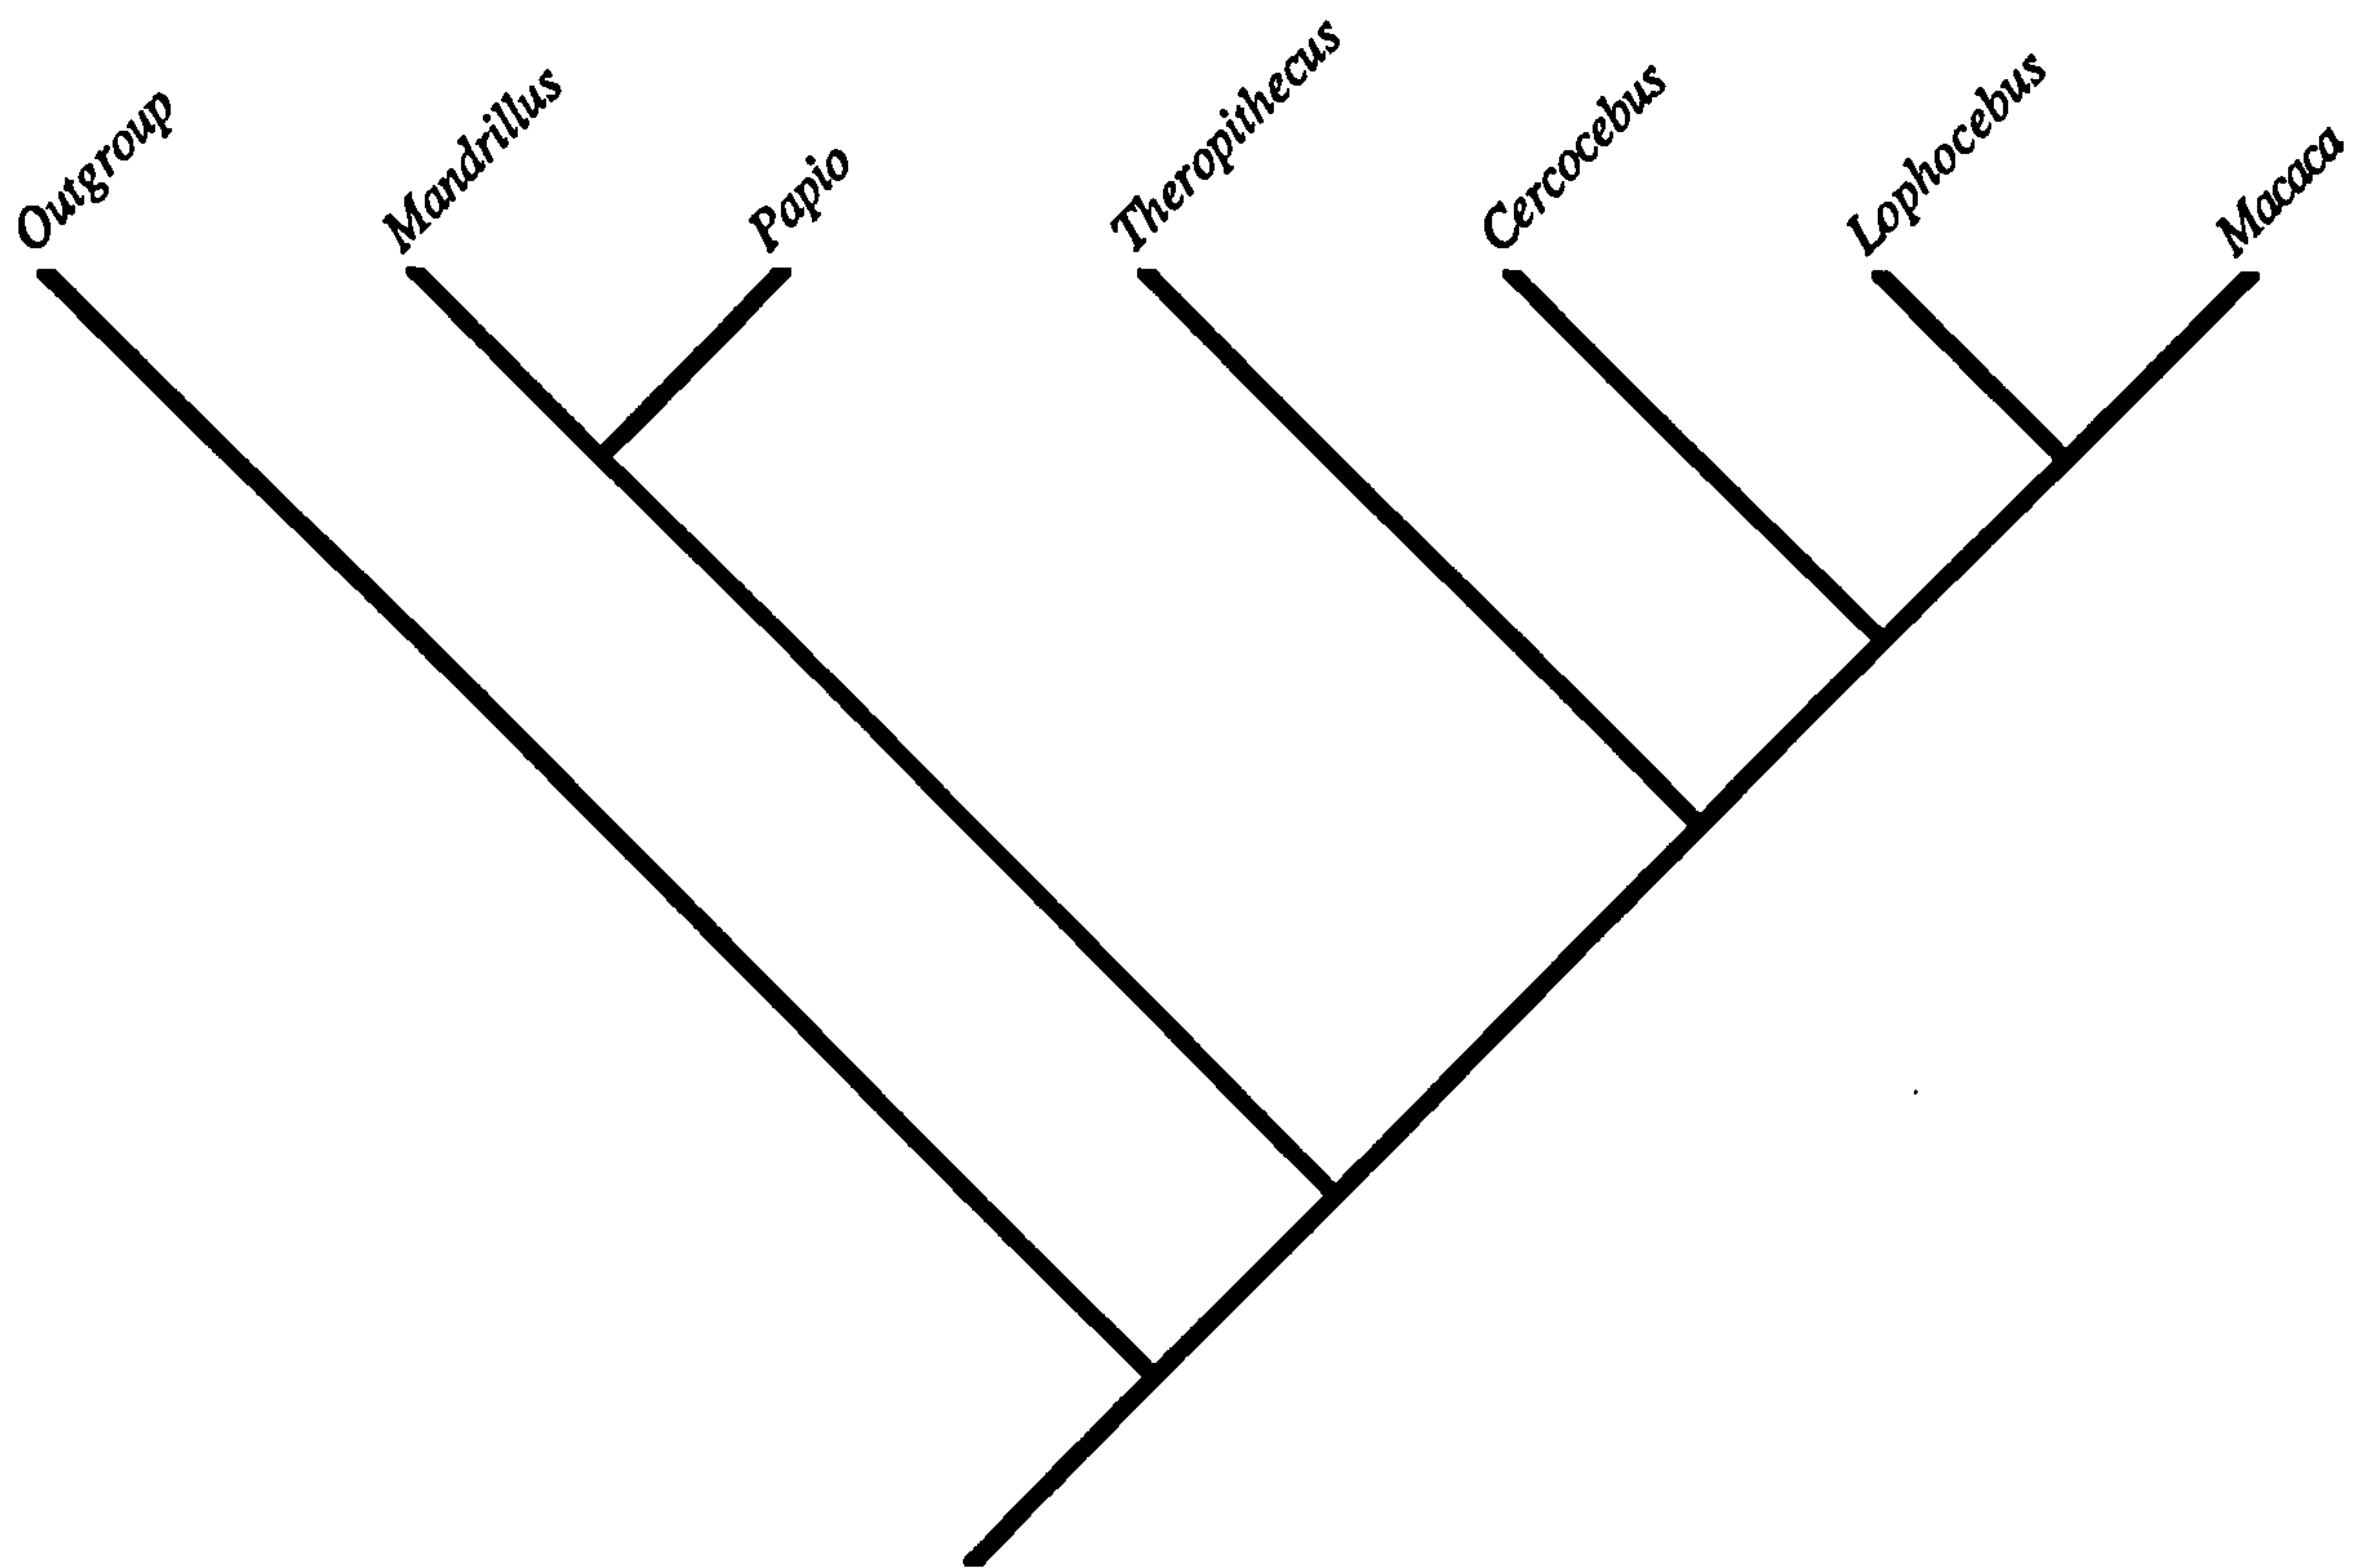 Outgroup
Mandrillus
Papio
Theropithecus
Cercocebus
Lophocebus
Macaca